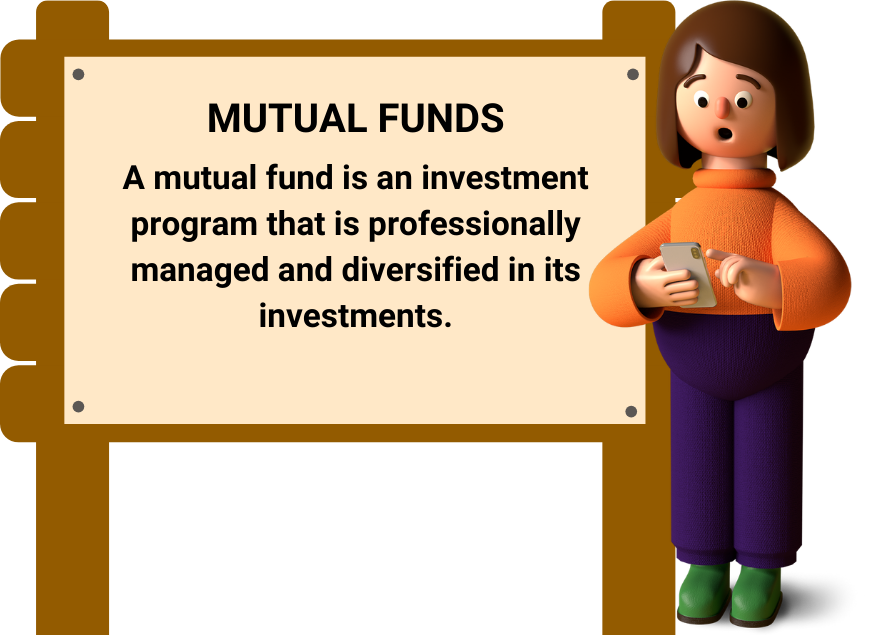 MUTUAL FUNDS
A mutual fund is an investment
program that is professionally
managed and diversified in its
investments.